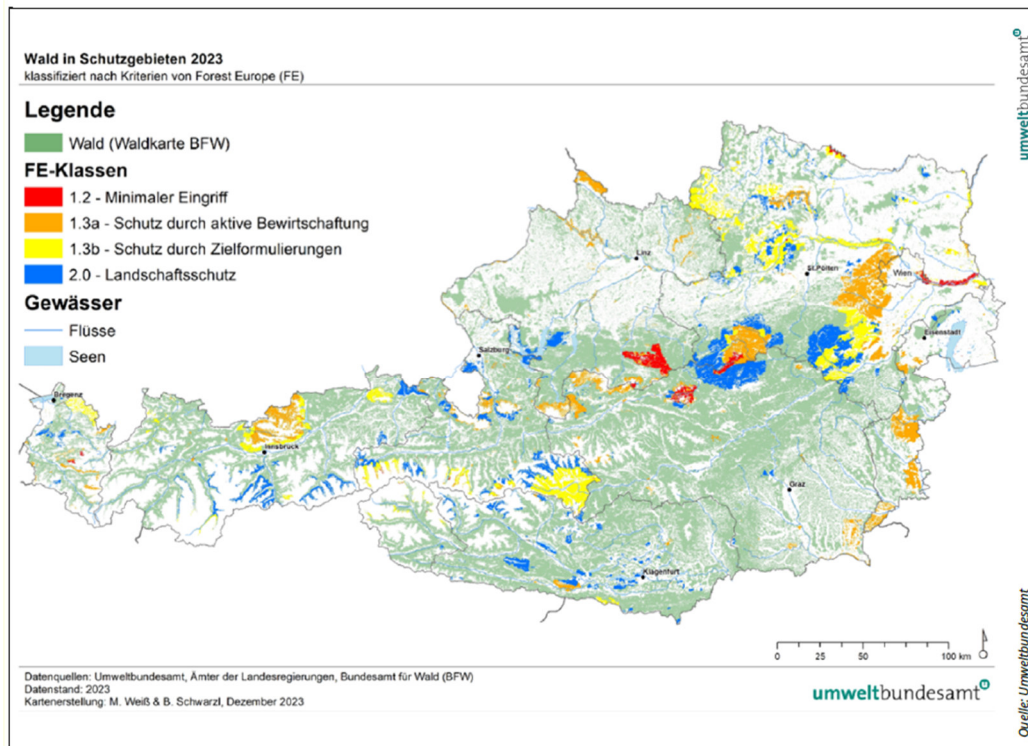 Wald in Schutzgebieten 2023
klassifiziert nach Kriterien von Forest Europe (FE)
Legende
Wald (Waldkarte BFW)
FE-Klassen
1.2 - Minimaler Eingriff
1.3a - Schutz durch aktive Bewirtschaftung
1.3b - Schutz durch Zielformulierungen
2.0 - Landschaftsschutz
Gewässer
Flüsse
Seen
Linz
St.Pölten
Wien
Eisenstadt
Salzburg
Bregenz
Innsbruck
Graz
Klagenfurt
0 25 50 100 km
Datenquellen: Umweltbundesamt, Ämter der Landesregierungen, Bundesamt für Wald (BFW)
Datenstand: 2023
Kartenerstellung: M. Weiß & B. Schwarzl, Dezember 2023
umweltbundesamt
umweltbundesamt
Quelle: Umweltbundesamt